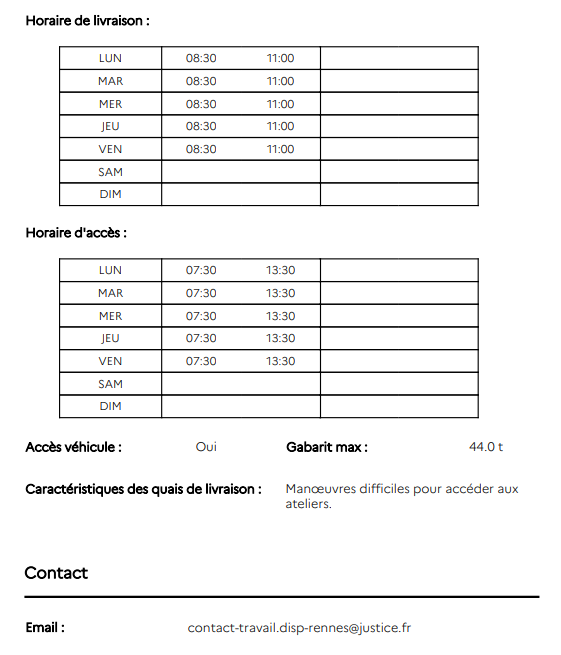 Horaire de livraison :
LUN 08:30 11:00
MAR 08:30 11:00
MER 08:30 11:00
JEU 08:30 11:00
VEN 08:30 11:00
SAM
DIM
Horaire d'accès :
LUN 07:30 13:30
MAR 07:30 13:30
MER 07:30 13:30
JEU 07:30 13:30
VEN 07:30 13:30
SAM
DIM
Accès véhicule : Oui Gabarit max : 44.0 t
Caractéristiques des quais de livraison : Manœuvres difficiles pour accéder aux
ateliers.
Contact
Email : contact-travail.disp-rennes@justice.fr